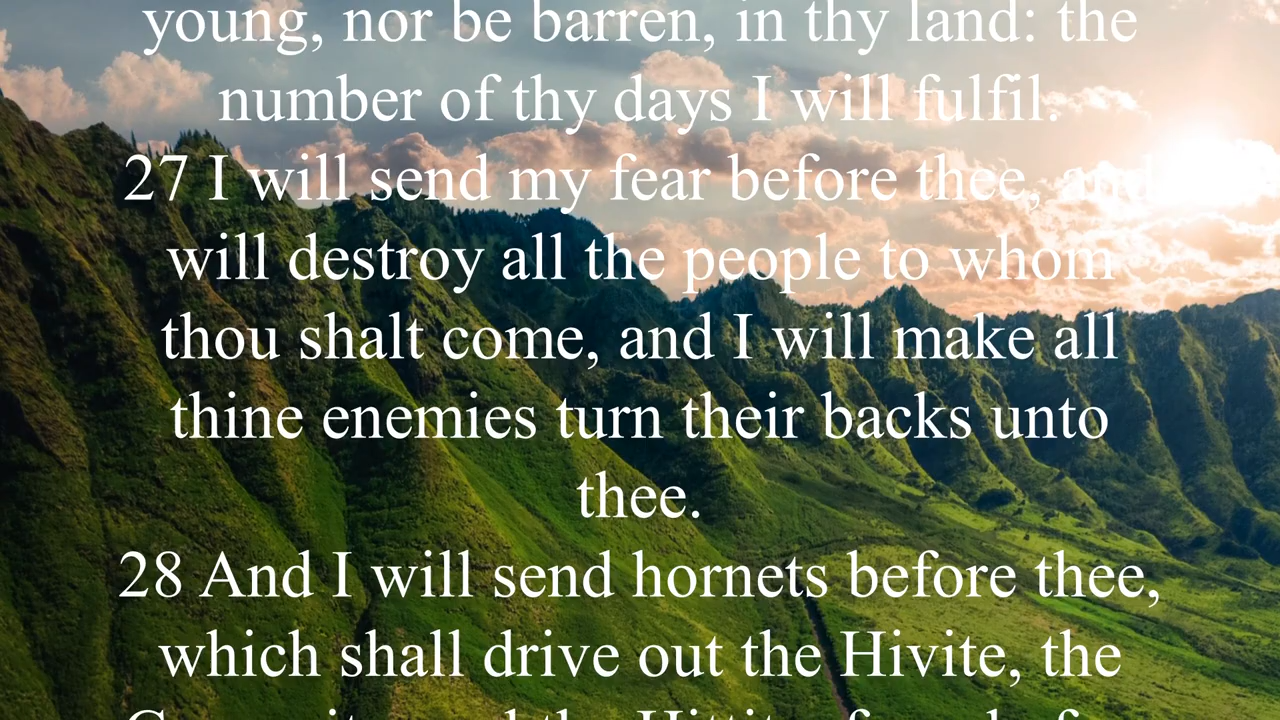 young, nor be barren, in thy land: the
number of thy days I will fulfil.
27 I will send my fear before thee, and
will destroy all the people to whom
thou shalt come, and I will make all
thine enemies turn their backs unto
thee.
28 And I will send hornets before thee,
which shall drive out the Hivite, the